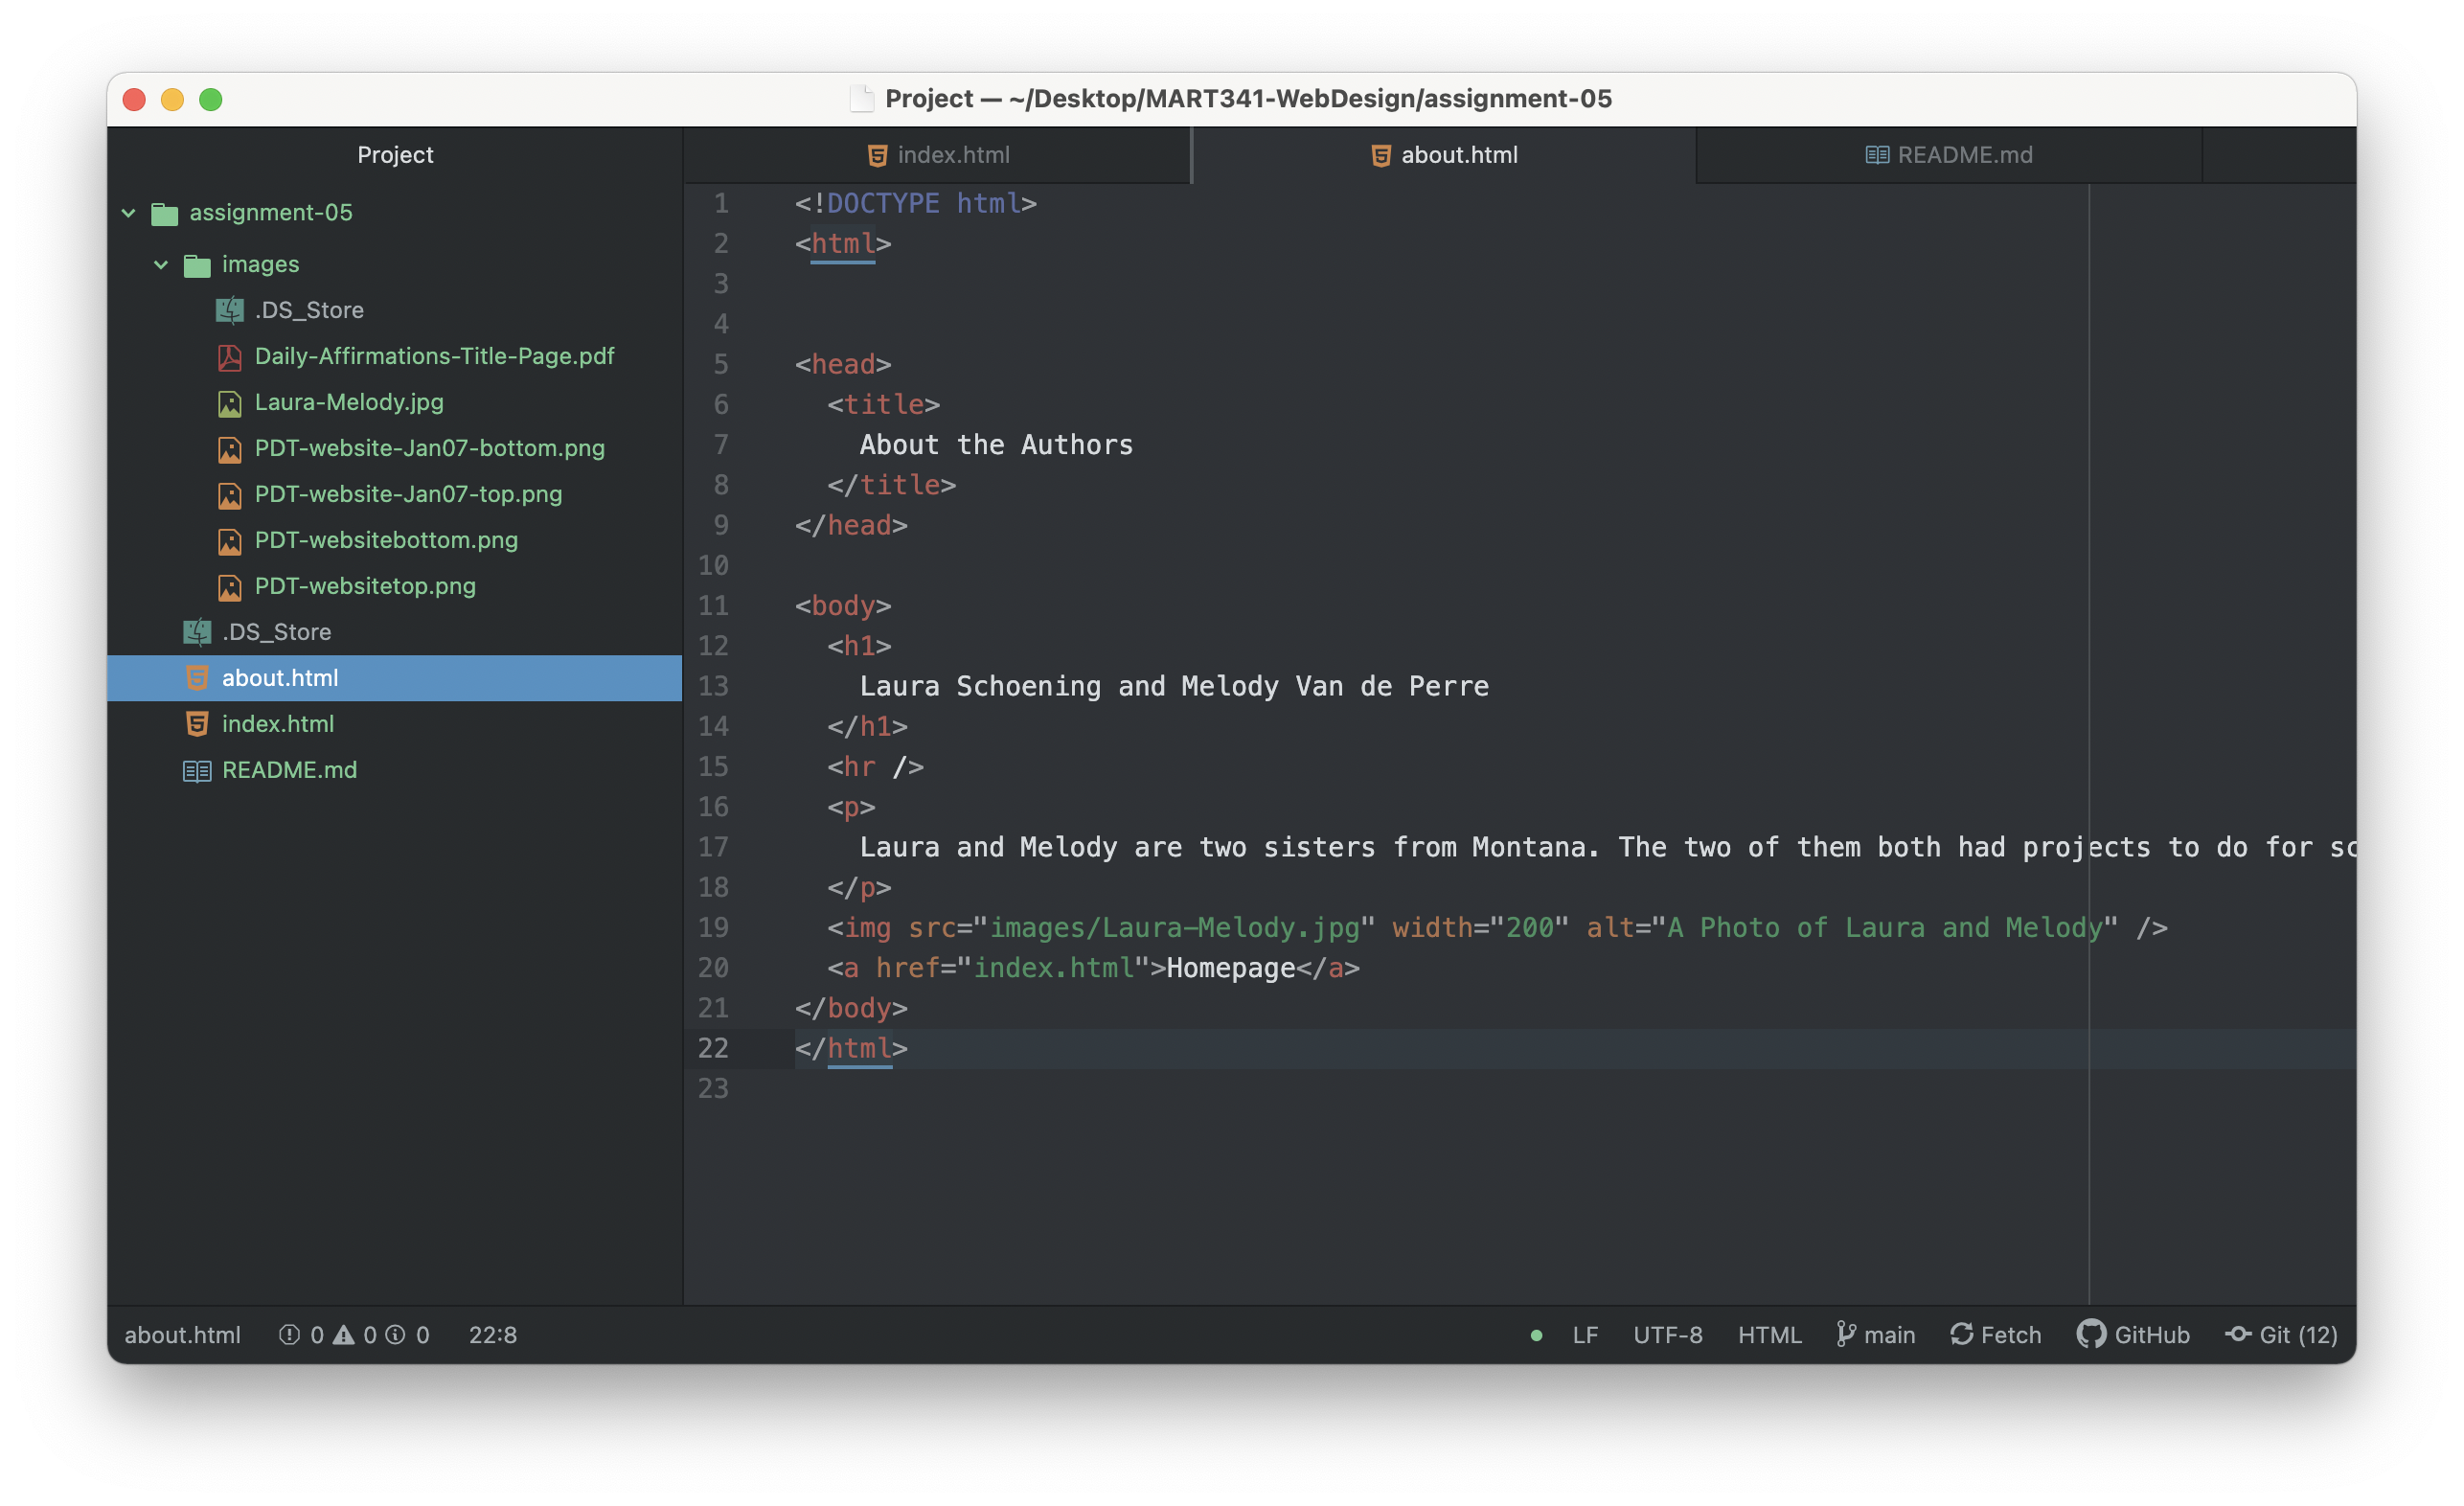 Project — ~/Desktop/MART341-WebDesign/assignment-05
Project
assignment-05
images
.DS_Store
Daily-Affirmations-Title-Page.pdf
Laura-Melody.jpg
PDT-website-Jan07-bottom.png
PDT-website-Jan07-top.png
PDT-websitebottom.png
PDT-websitetop.png
.DS_Store
about.html
index.html
README.md
index.html about.html README.md
1 <!DOCTYPE html>
2 <html>
3
4
5 <head>
6 <title>
7 About the Authors
8 </title>
9 </head>
10
11 <body>
12 <h1>
13 Laura Schoening and Melody Van de Perre
14 </h1>
15 <hr />
16 <p>
17 Laura and Melody are two sisters from Montana. The two of them both had projects to do for sc
18 </p>
19 <img src="images/Laura-Melody.jpg" width="200" alt="A Photo of Laura and Melody" />
20 <a href="index.html">Homepage</a>
21 </body>
22 </html>
23
about.html 0 0 0 22:8 LF UTF-8 HTML main Fetch GitHub Git (12)